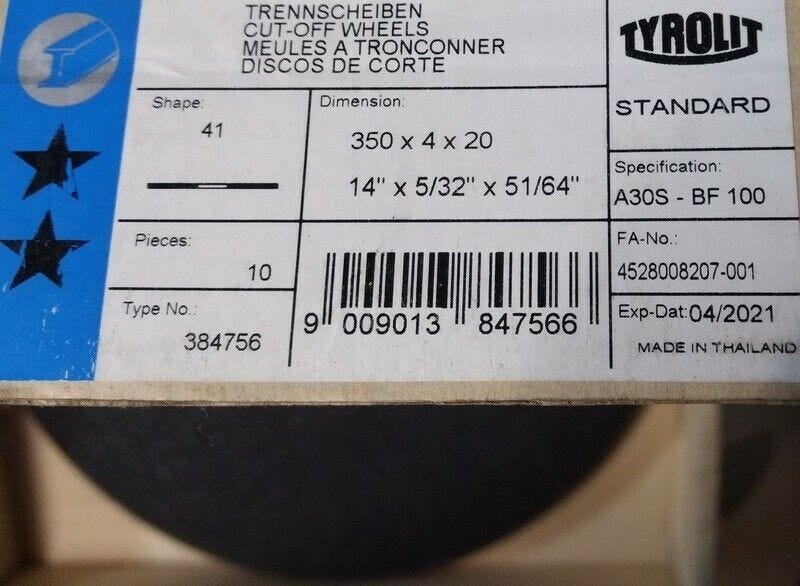 TRENNSCHEIBEN
CUT-OFF WHEELS
MEULES A TRONCONNER
DISCOS DE CORTE
TYROLIT
STANDARD
Shape:
41
Dimension:
350 x 4 x 20
14" x 5/32" x 51/64"
Specification:
A30S - BF 100
Pieces:
10
FA-No.:
4528008207-001
Type No.:
384756
9 009013 847566
Exp-Dat: 04/2021
MADE IN THAILAND